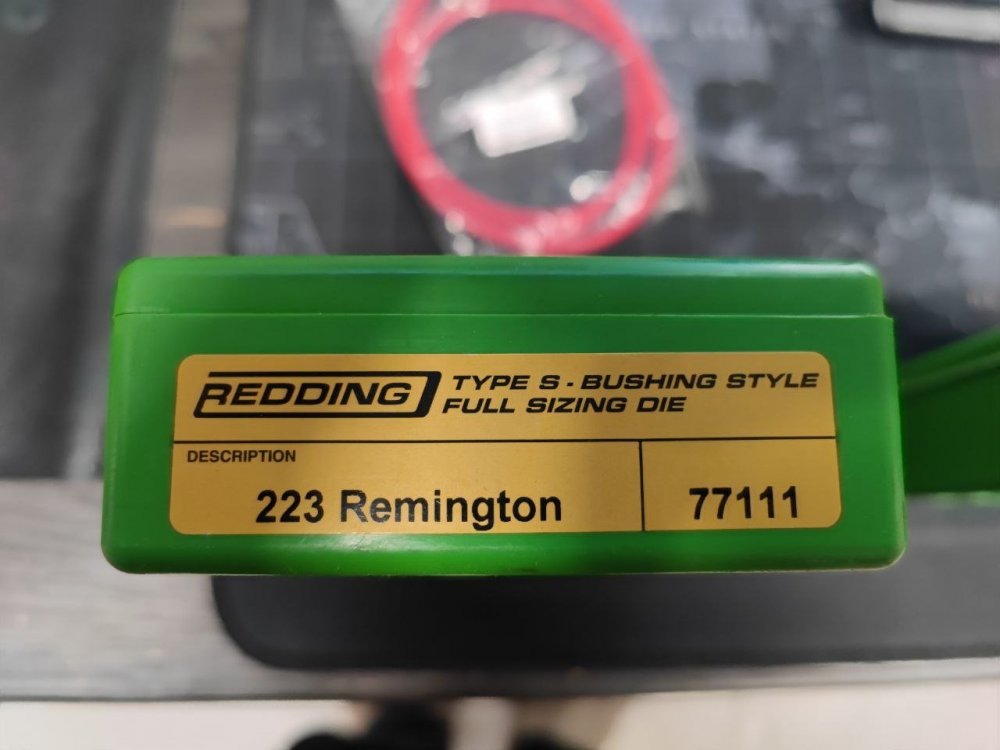 REDDING
TYPE S - BUSHING STYLE
FULL SIZING DIE
DESCRIPTION
223 Remington
77111